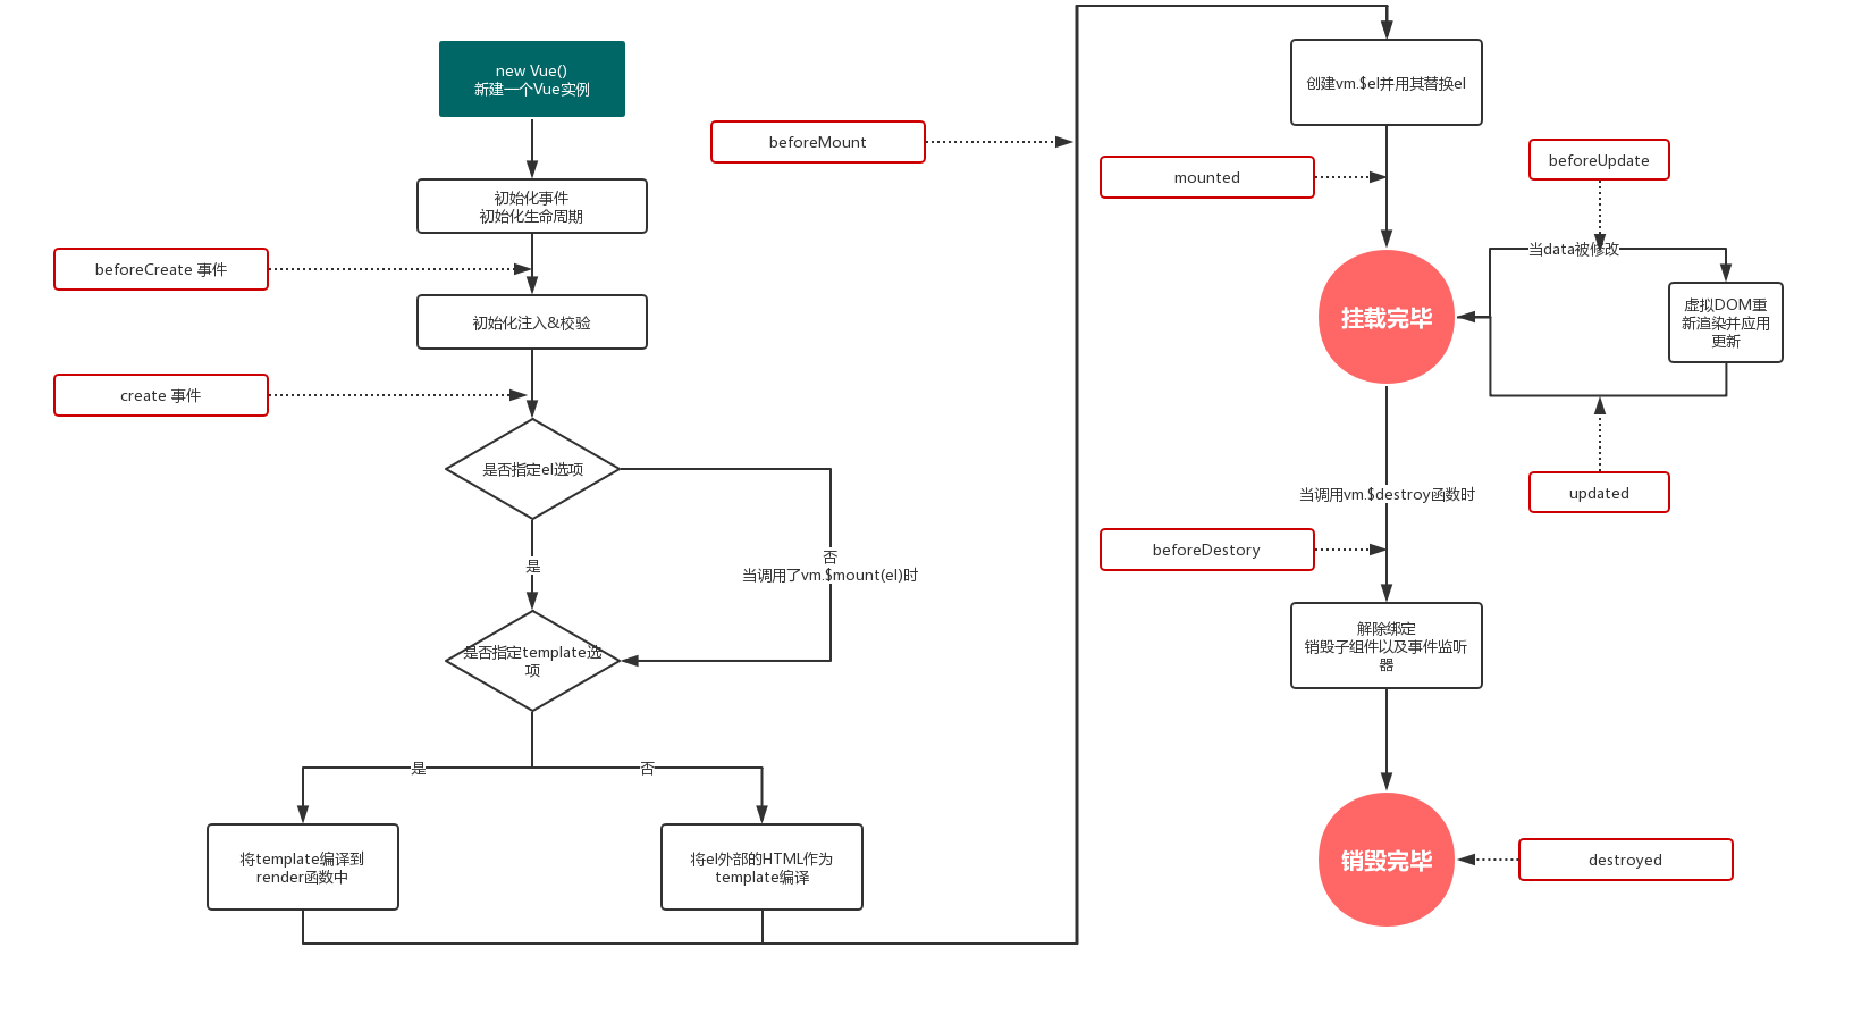 new Vue()
新建一个Vue实例
初始化事件
初始化生命周期
beforeCreate 事件
初始化注入&校验
create 事件
是否指定el选项
是
否
当调用了vm.$mount(el)时
是否指定template选
项
是
否
将template编译到
render函数中
将el外部的HTML作为
template编译
beforeMount
创建vm.$el并用其替换el
mounted
挂载完毕
beforeUpdate
当data被修改
虚拟DOM重
新渲染并应用
更新
updated
当调用vm.$destroy函数时
beforeDestory
解除绑定
销毁子组件以及事件监听
器
销毁完毕
destroyed